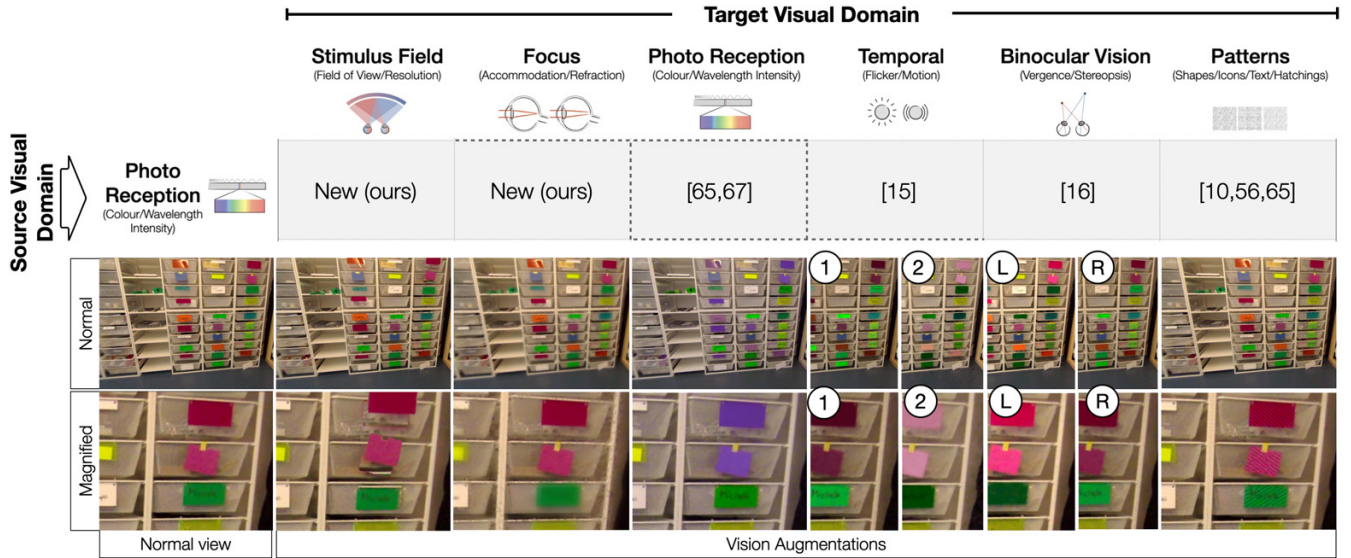 Target Visual Domain
Stimulus Field
(Field of View/Resolution)
Focus
(Accommodation/Refraction)
Photo Reception
(Colour/Wavelength Intensity)
Temporal
(Flicker/Motion)
Binocular Vision
(Vergence/Stereopsis)
Patterns
(Shapes/Icons/Text/Hatchings)
Source Visual
Domain
Photo
Reception
(Colour/Wavelength
Intensity)
New (ours)
New (ours)
[65,67]
[15]
[16]
[10,56,65]
Normal
1
2
L
R
Magnified
1
2
L
R
Normal view
Vision Augmentations